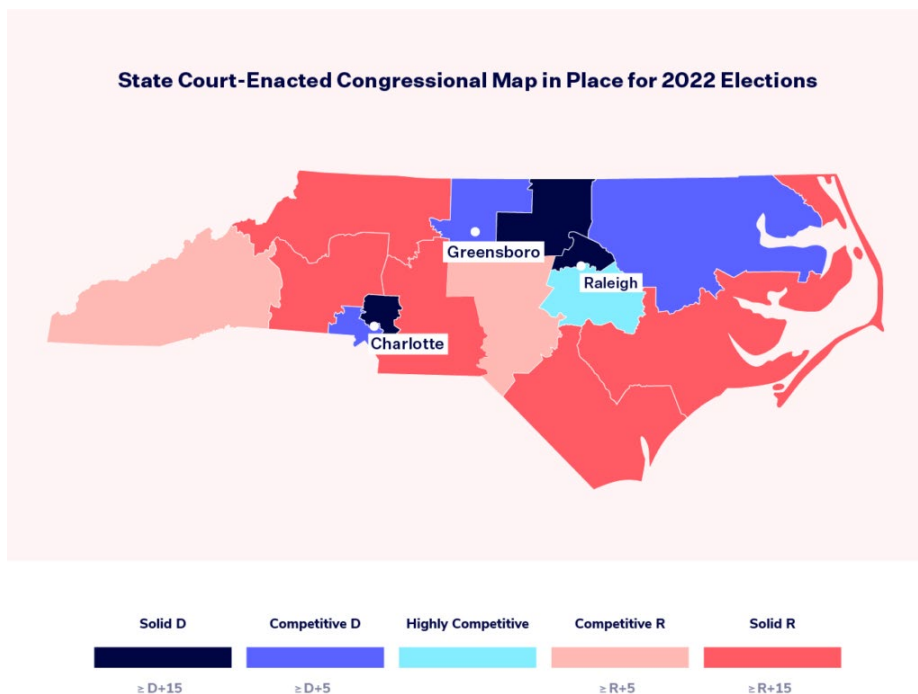 State Court-Enacted Congressional Map in Place for 2022 Elections
Greensboro
Raleigh
Charlotte
Solid D
Competitive D
Highly Competitive
Competitive R
Solid R
≥ D+15
≥ D+5
≥ R+5
≥ R+15